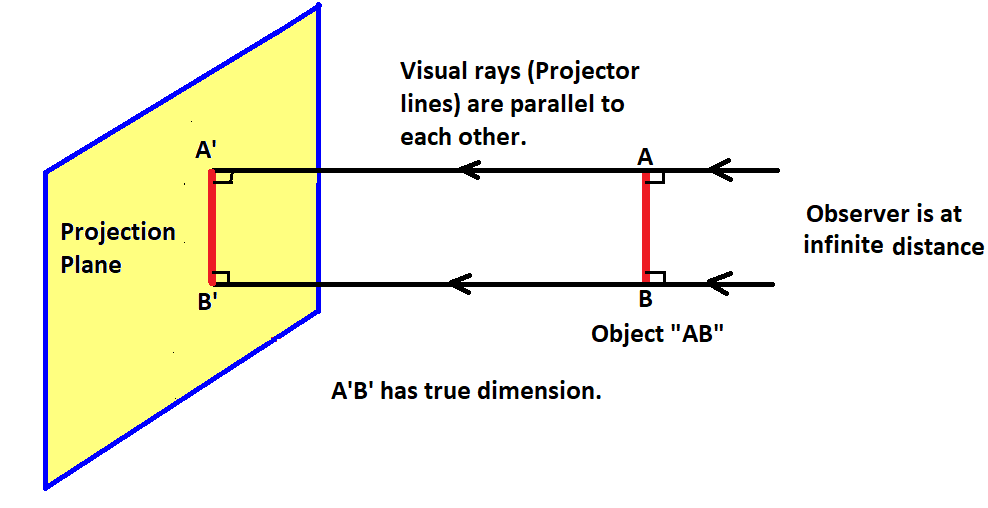 Visual rays (Projector
lines) are parallel to
each other.
A'
A
Projection
Plane
Observer is at
infinite distance
B'
B
Object "AB"
A'B' has true dimension.